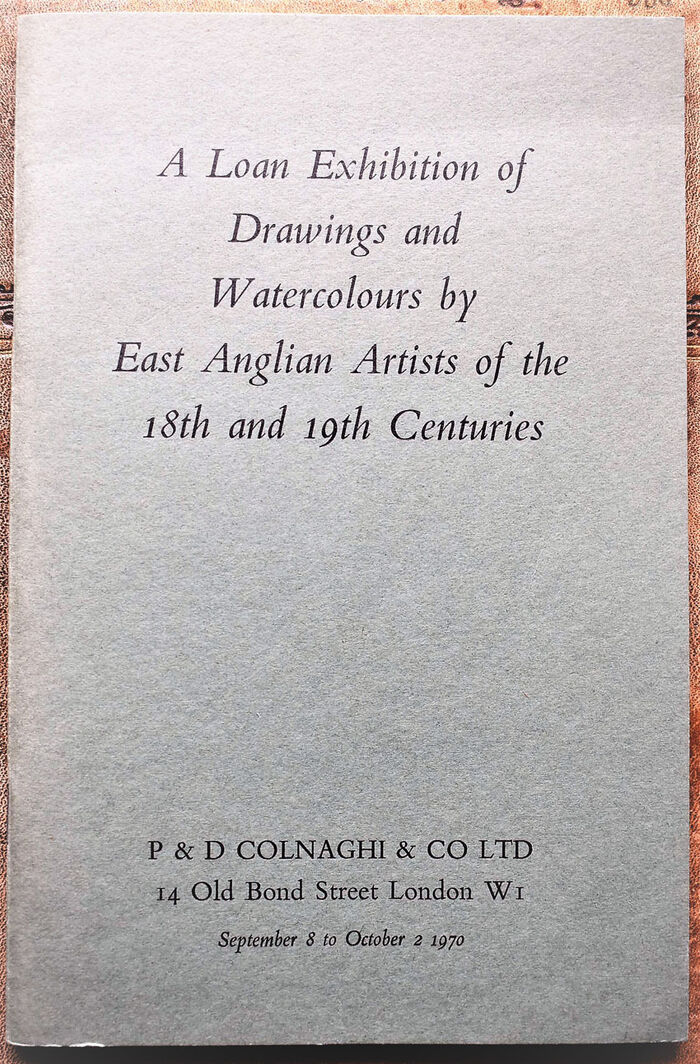 A Loan Exhibition of
Drawings and
Watercolours by
East Anglian Artists of the
18th and 19th Centuries
P & D COLNAGHI & CO LTD
14 Old Bond Street London W1
September 8 to October 2 1970